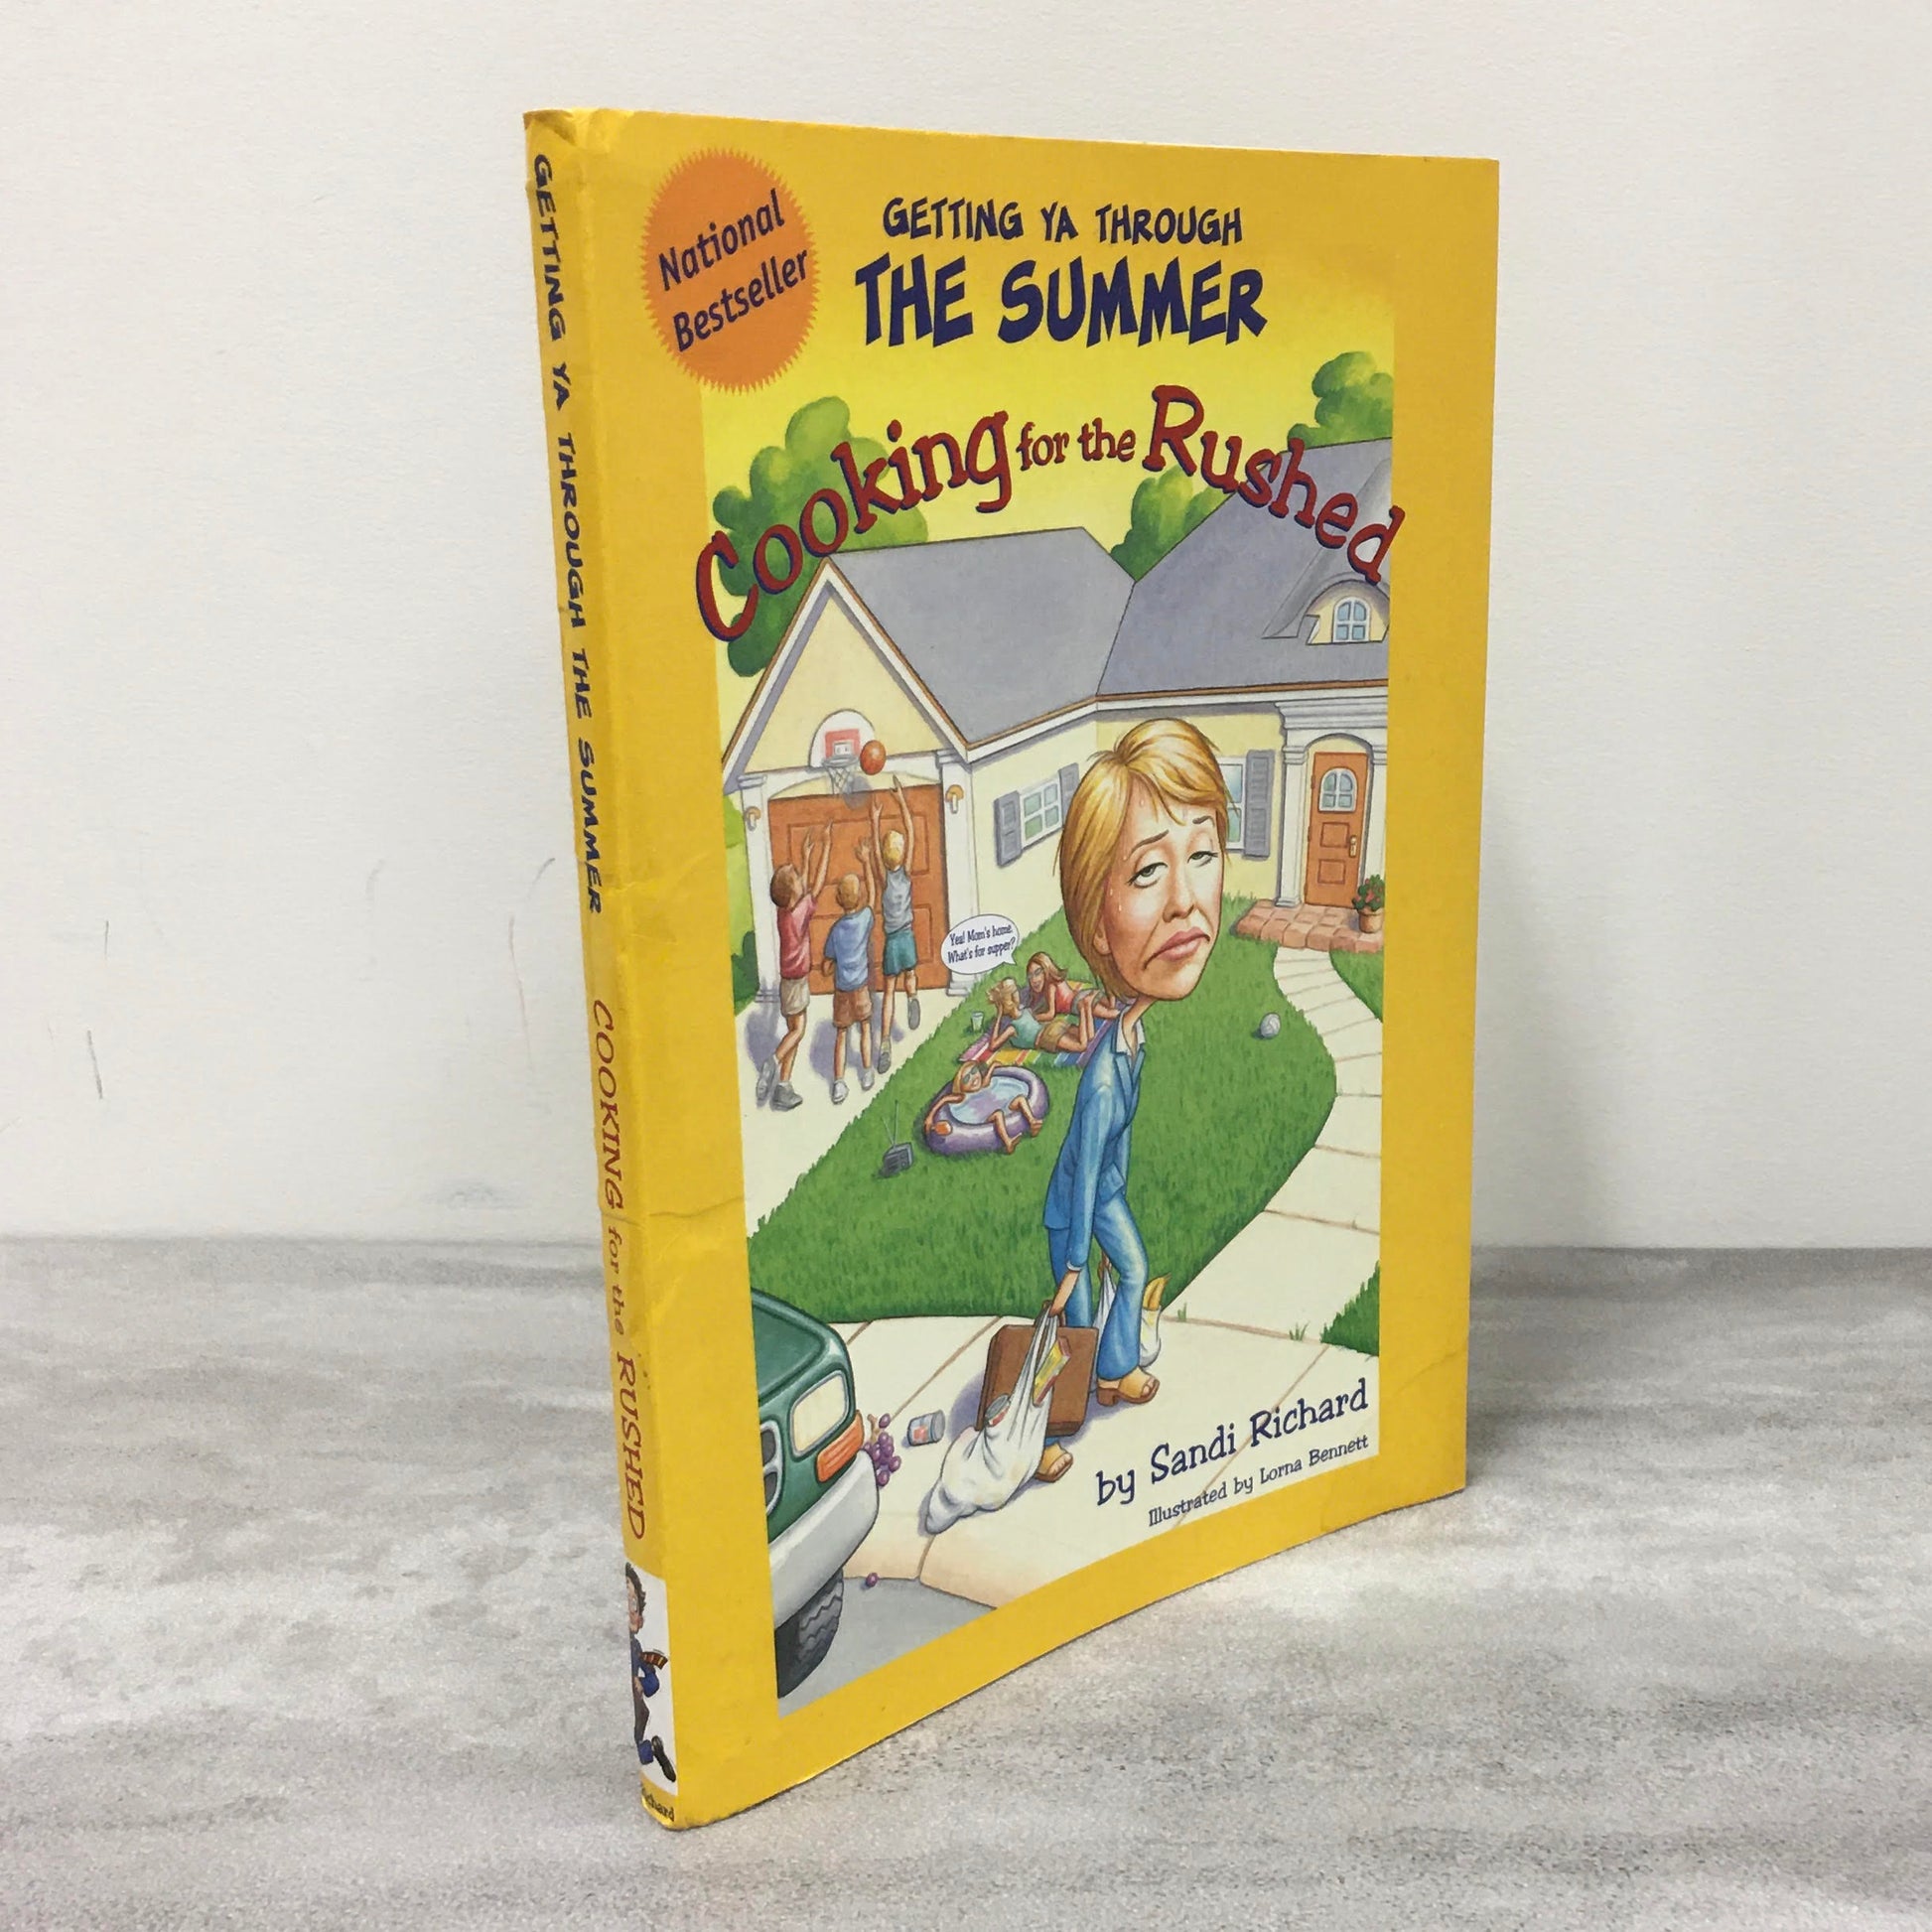 GETTING YA THROUGH THE SUMMER COOKING for the RUSHED
National
Bestseller
GETTING YA THROUGH
THE SUMMER
Cooking for the Rushed
Yea! Mom's home.
What's for supper?
by Sandi Richard
Illustrated by Lorna Bennett